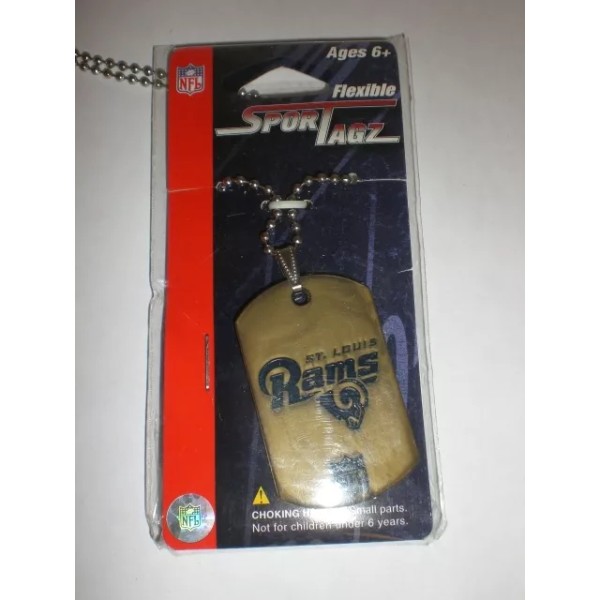 Ages 6+
NFL
Flexible
SPORTAGZ
ST. LOUIS
Rams
CHOKING Small parts.
Not for children under 6 years.
NFL